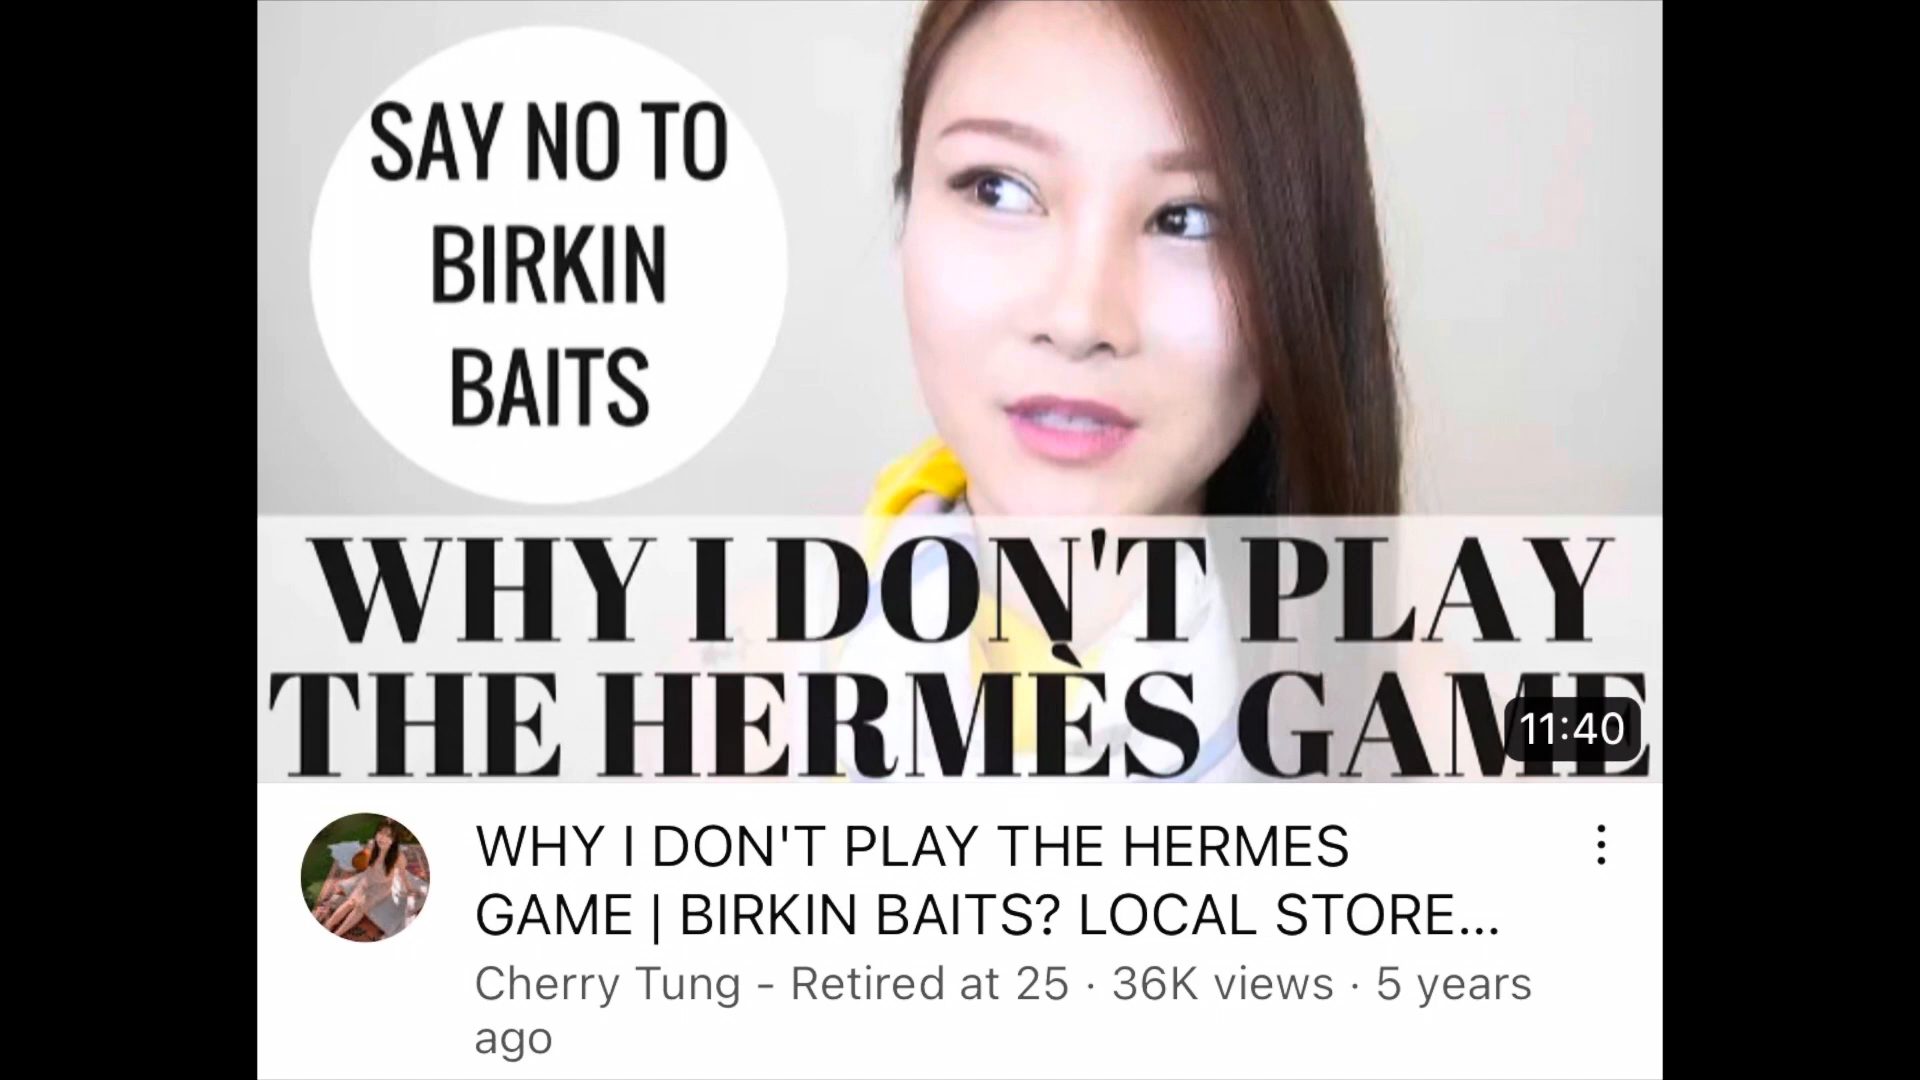 SAY NO TO
BIRKIN
BAITS
WHY I DON'T PLAY
THE HERMÈS GAME
11:40
WHY I DON'T PLAY THE HERMES
GAME | BIRKIN BAITS? LOCAL STORE...
Cherry Tung - Retired at 25 · 36K views · 5 years
ago